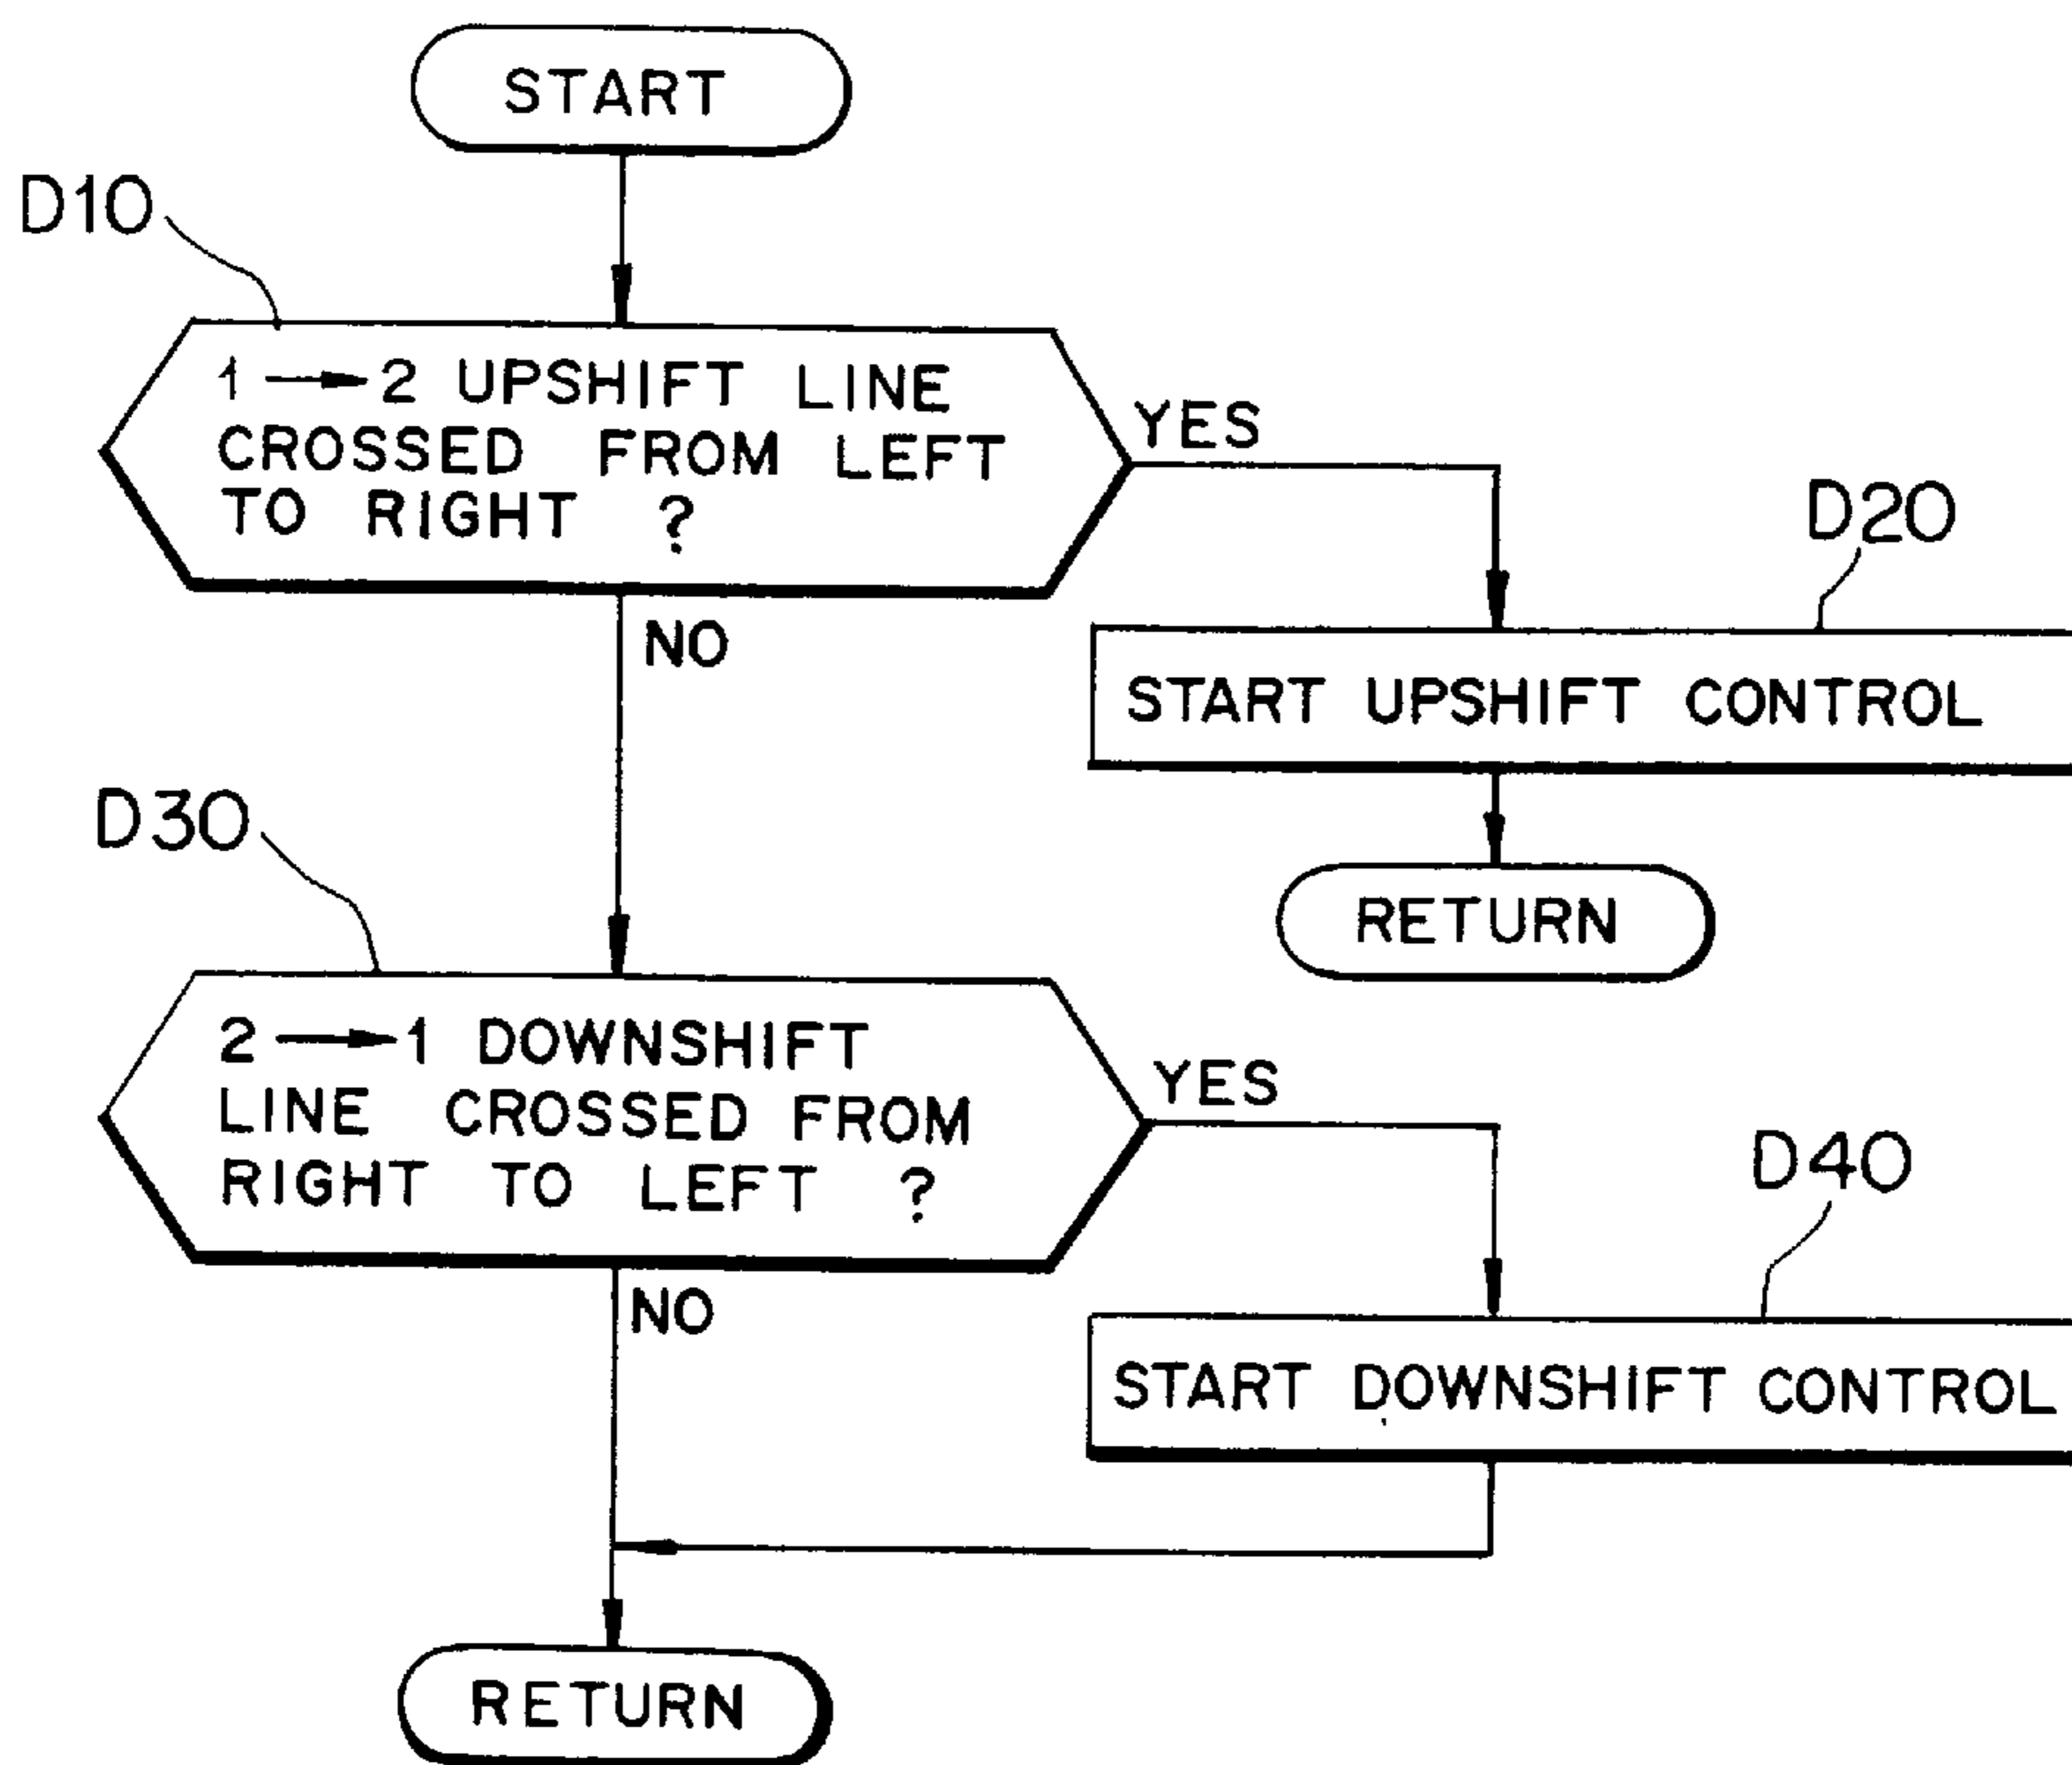 START
D10
1 → 2 UPSHIFT LINE
CROSSED FROM LEFT
TO RIGHT ?
YES
D20
NO
START UPSHIFT CONTROL
D30
RETURN
2 → 1 DOWNSHIFT
LINE CROSSED FROM
RIGHT TO LEFT ?
YES
D40
NO
START DOWNSHIFT CONTROL
RETURN